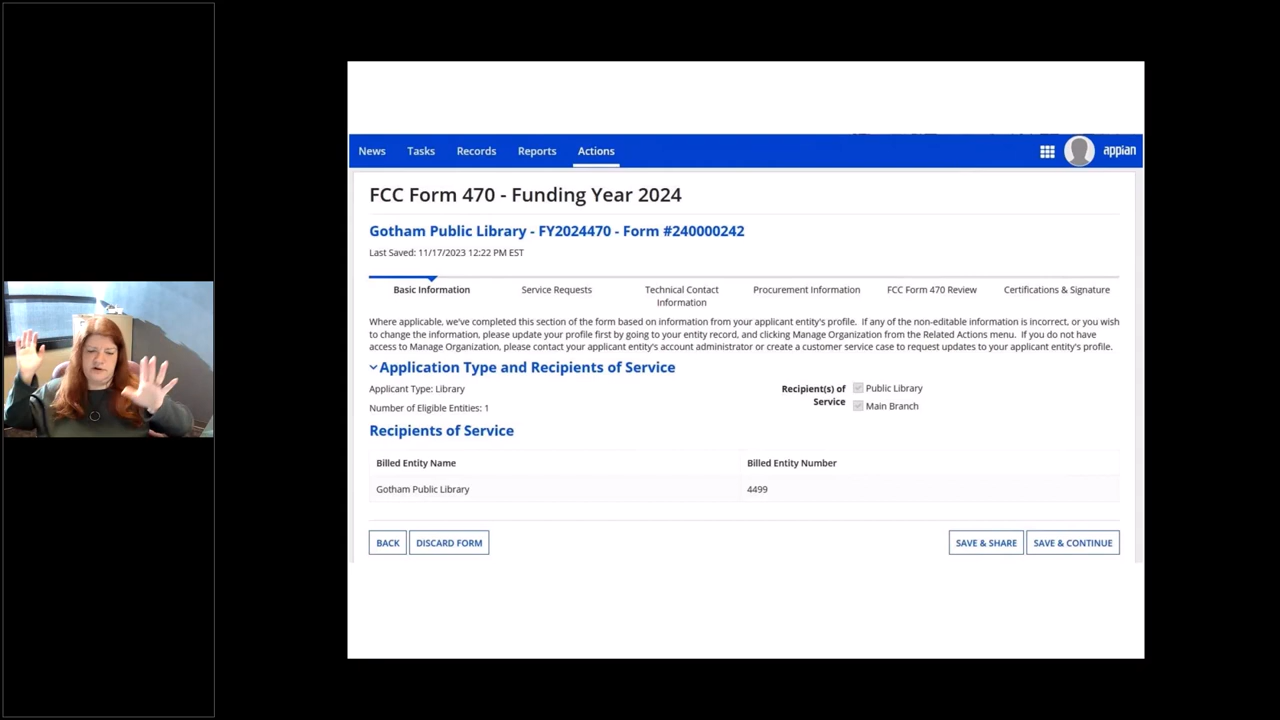 News Tasks Records Reports Actions appian
FCC Form 470 - Funding Year 2024
Gotham Public Library - FY2024470 - Form #240000242
Last Saved: 11/17/2023 12:22 PM EST
Basic Information Service Requests Technical Contact Information Procurement Information FCC Form 470 Review Certifications & Signature
Where applicable, we've completed this section of the form based on information from your applicant entity's profile. If any of the non-editable information is incorrect, or you wish
to change the information, please update your profile first by going to your entity record, and clicking Manage Organization from the Related Actions menu. If you do not have
access to Manage Organization, please contact your applicant entity's account administrator or create a customer service case to request updates to your applicant entity's profile.
Application Type and Recipients of Service
Applicant Type: Library
Number of Eligible Entities: 1
Recipient(s) of
Service
Public Library
Main Branch
Recipients of Service
Billed Entity Name Billed Entity Number
Gotham Public Library 4499
BACK DISCARD FORM SAVE & SHARE SAVE & CONTINUE